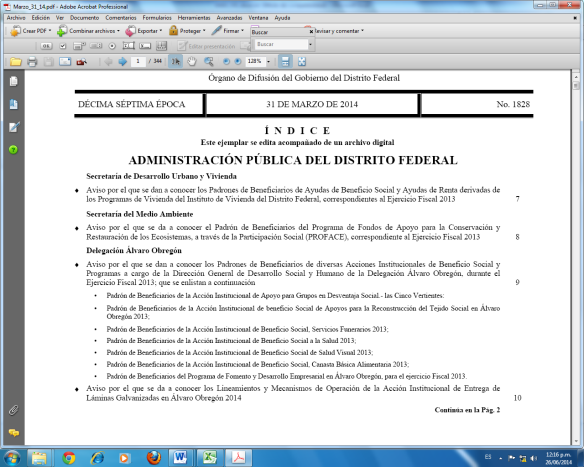 Marzo_31_14.pdf - Adobe Acrobat Professional
Archivo Edición Ver Documento Comentarios Formularios Herramientas Avanzadas Ventana Ayuda
Crear PDF Combinar archivos Exportar Proteger Firmar Buscar Revisar y comentar
Editar presentación Buscar
1 / 344 128% Buscar
Órgano de Difusión del Gobierno del Distrito Federal
DÉCIMA SÉPTIMA ÉPOCA 31 DE MARZO DE 2014 No. 1828
Í N D I C E
Este ejemplar se edita acompañado de un archivo digital
ADMINISTRACIÓN PÚBLICA DEL DISTRITO FEDERAL
Secretaría de Desarrollo Urbano y Vivienda
♦ Aviso por el que se dan a conocer los Padrones de Beneficiarios de Ayudas de Beneficio Social y Ayudas de Renta derivadas de
los Programas de Vivienda del Instituto de Vivienda del Distrito Federal, correspondientes al Ejercicio Fiscal 2013 7
Secretaría del Medio Ambiente
♦ Aviso por el que se da a conocer el Padrón de Beneficiarios del Programa de Fondos de Apoyo para la Conservación y
Restauración de los Ecosistemas, a través de la Participación Social (PROFACE), correspondiente al Ejercicio Fiscal 2013 8
Delegación Álvaro Obregón
♦ Aviso por el que se dan a conocer los Padrones de Beneficiarios de diversas Acciones Institucionales de Beneficio Social y
Programas a cargo de la Dirección General de Desarrollo Social y Humano de la Delegación Álvaro Obregón, durante el
Ejercicio Fiscal 2013; que se enlistan a continuación 9
• Padrón de Beneficiarios de la Acción Institucional de Apoyo para Grupos en Desventaja Social.- las Cinco Vertientes:
• Padrón de Beneficiarios de la Acción Institucional de beneficio Social de Apoyos para la Reconstrucción del Tejido Social en Álvaro
Obregón 2013;
• Padrón de Beneficiarios de la Acción Institucional de Beneficio Social, Servicios Funerarios 2013;
• Padrón de Beneficiarios de la Acción Institucional de Beneficio Social a la Salud 2013;
• Padrón de Beneficiarios de la Acción Institucional Social de Salud Visual 2013;
• Padrón de Beneficiarios de la Acción Institucional de Beneficio Social, Canasta Básica Alimentaria 2013;
• Padrón de Beneficiarios del Programa de Fomento y Desarrollo Empresarial en Álvaro Obregón, para el ejercicio Fiscal 2013.
♦ Aviso por el que se da a conocer los Lineamientos y Mecanismos de Operación de la Acción Institucional de Entrega de
Láminas Galvanizadas en Álvaro Obregón 2014 10
Continúa en la Pág. 2
ES 12:16 p.m.
26/06/2014